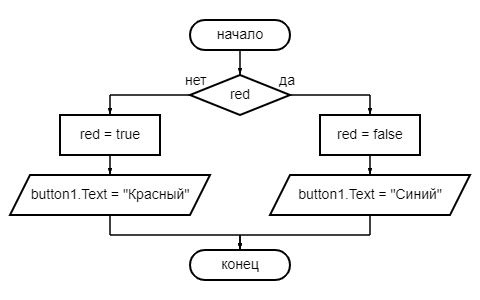 начало
нет
да
red
red = true
red = false
button1.Text = "Красный"
button1.Text = "Синий"
конец